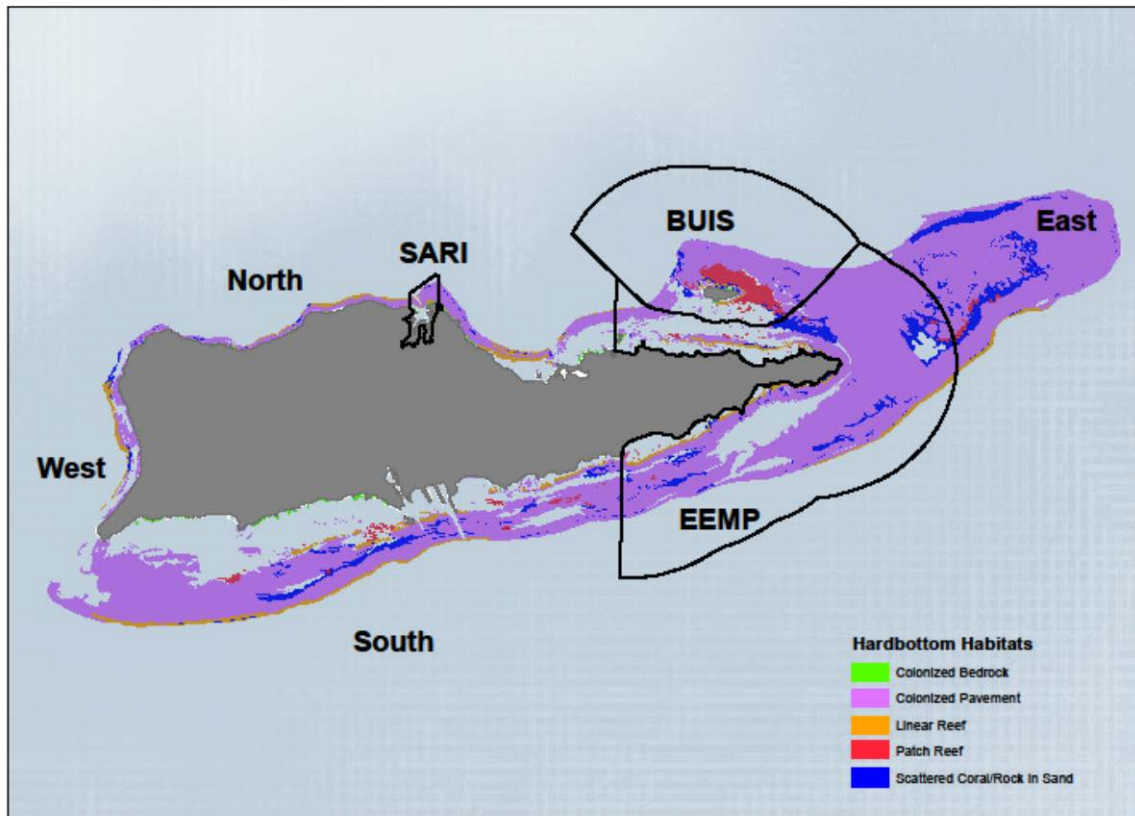 BUIS
East
SARI
North
West
EEMP
South
Hardbottom Habitats
Colonized Bedrock
Colonized Pavement
Linear Reef
Patch Reef
Scattered Coral/Rock In Sand